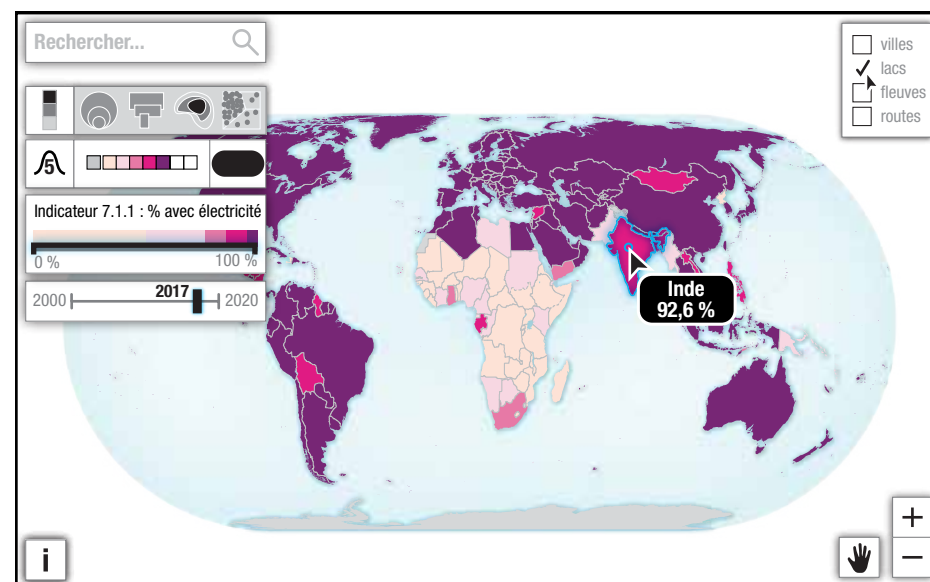 Rechercher...
villes
lacs
fleuves
routes
5
Indicateur 7.1.1 : % avec électricité
0 %
100 %
2000
2017
2020
Inde
92,6 %
i
+
−